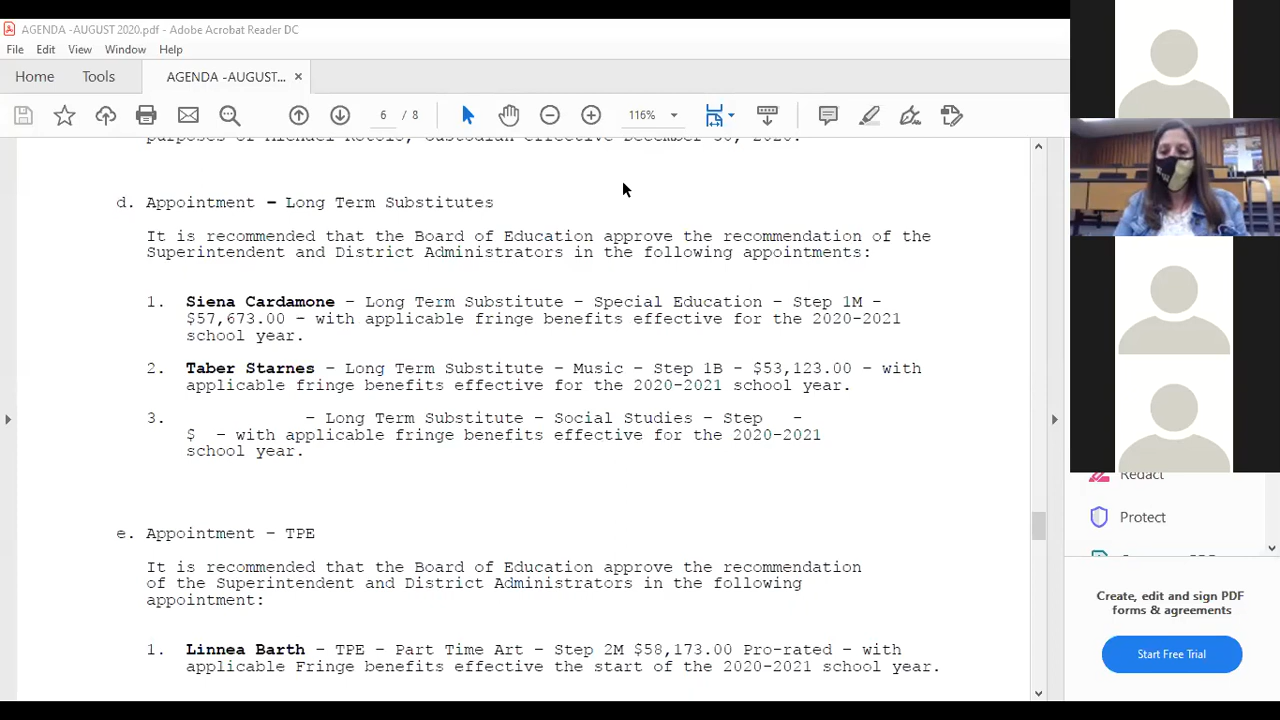 AGENDA -AUGUST 2020.pdf - Adobe Acrobat Reader DC
File Edit View Window Help
Home Tools AGENDA -AUGUST... ×
6 / 8 116%
d. Appointment – Long Term Substitutes
It is recommended that the Board of Education approve the recommendation of the
Superintendent and District Administrators in the following appointments:
1. Siena Cardamone – Long Term Substitute – Special Education – Step 1M –
$57,673.00 – with applicable fringe benefits effective for the 2020-2021
school year.
2. Taber Starnes – Long Term Substitute – Music – Step 1B – $53,123.00 – with
applicable fringe benefits effective for the 2020-2021 school year.
3. – Long Term Substitute – Social Studies – Step –
$ – with applicable fringe benefits effective for the 2020-2021
school year.
e. Appointment – TPE
It is recommended that the Board of Education approve the recommendation
of the Superintendent and District Administrators in the following
appointment:
1. Linnea Barth – TPE – Part Time Art – Step 2M $58,173.00 Pro-rated – with
applicable Fringe benefits effective the start of the 2020-2021 school year.
Redact
Protect
Create, edit and sign PDF
forms & agreements
Start Free Trial